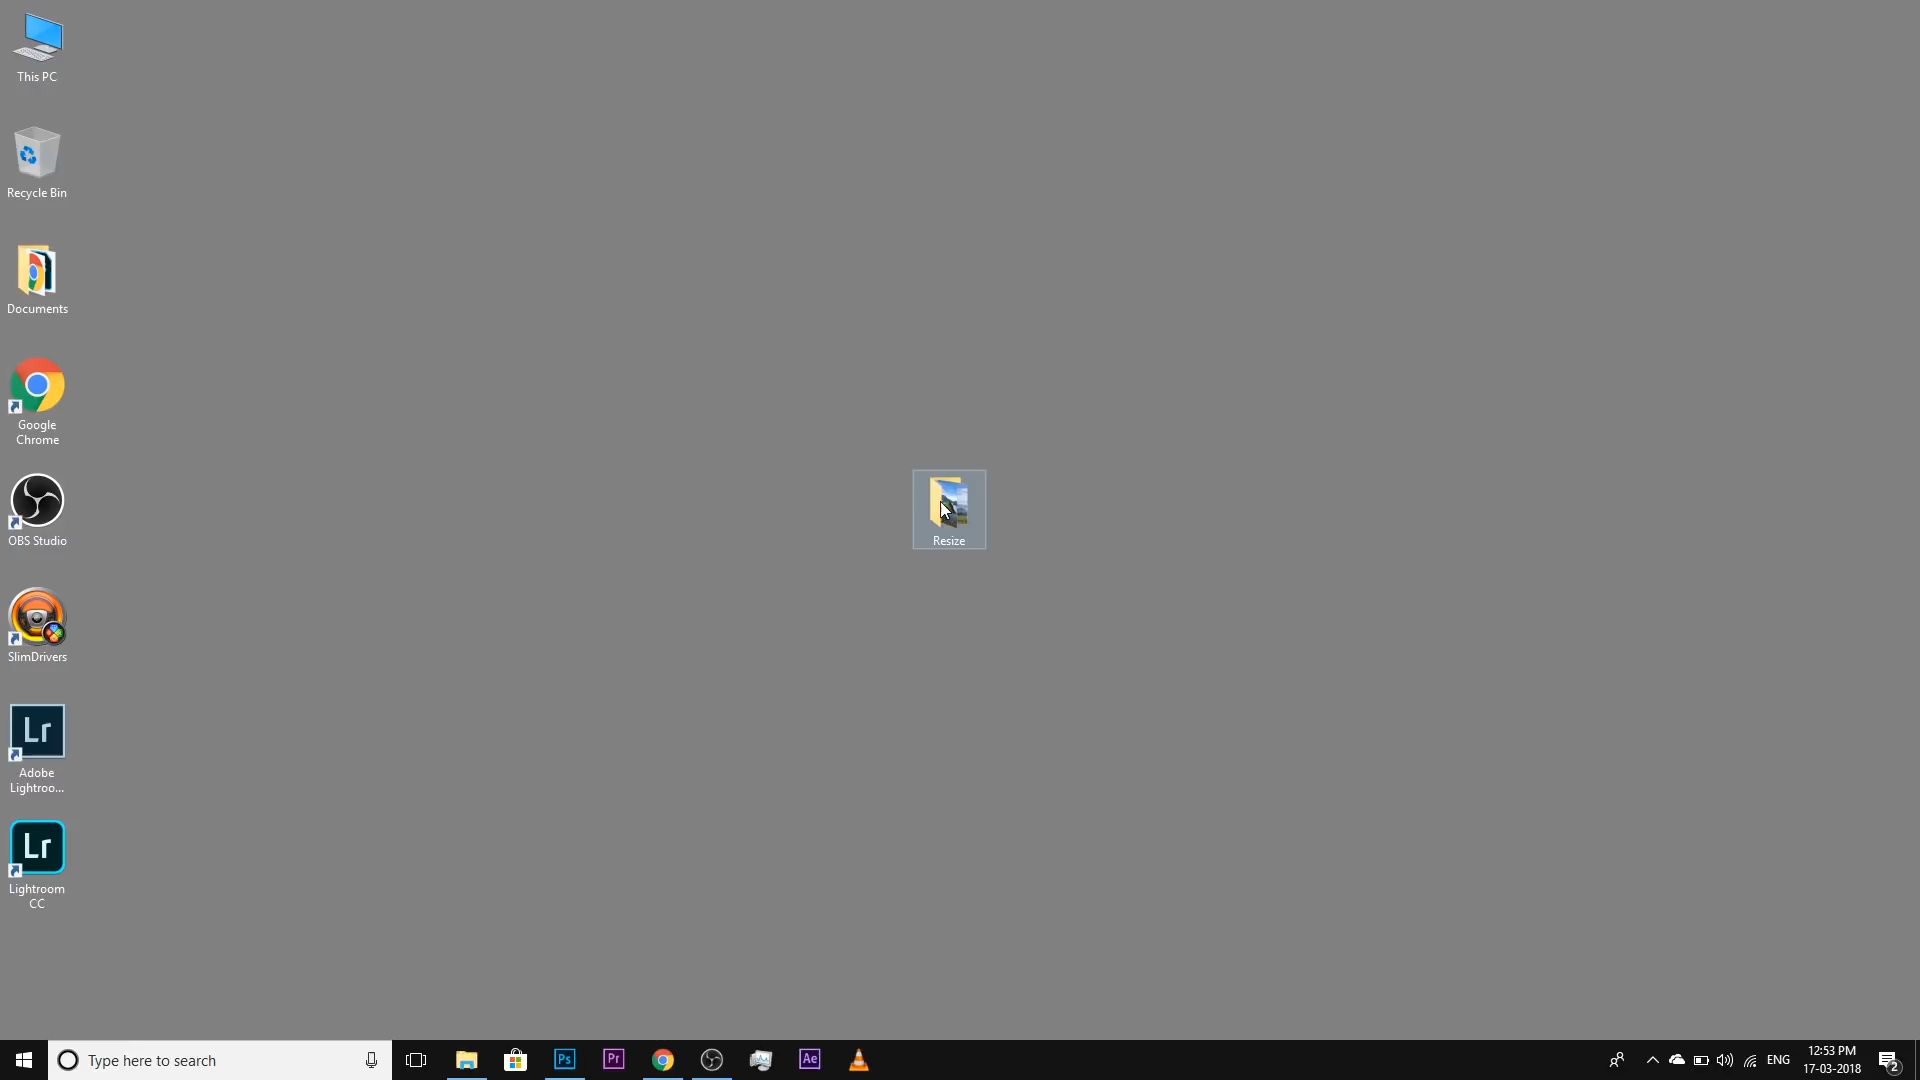 This PC
Recycle Bin
Documents
Google
Chrome
OBS Studio
SlimDrivers
Lr
Adobe
Lightroo...
Lr
Lightroom
CC
Resize
Type here to search
Ps
Pr
Ae
ENG
12:53 PM
17-03-2018
2